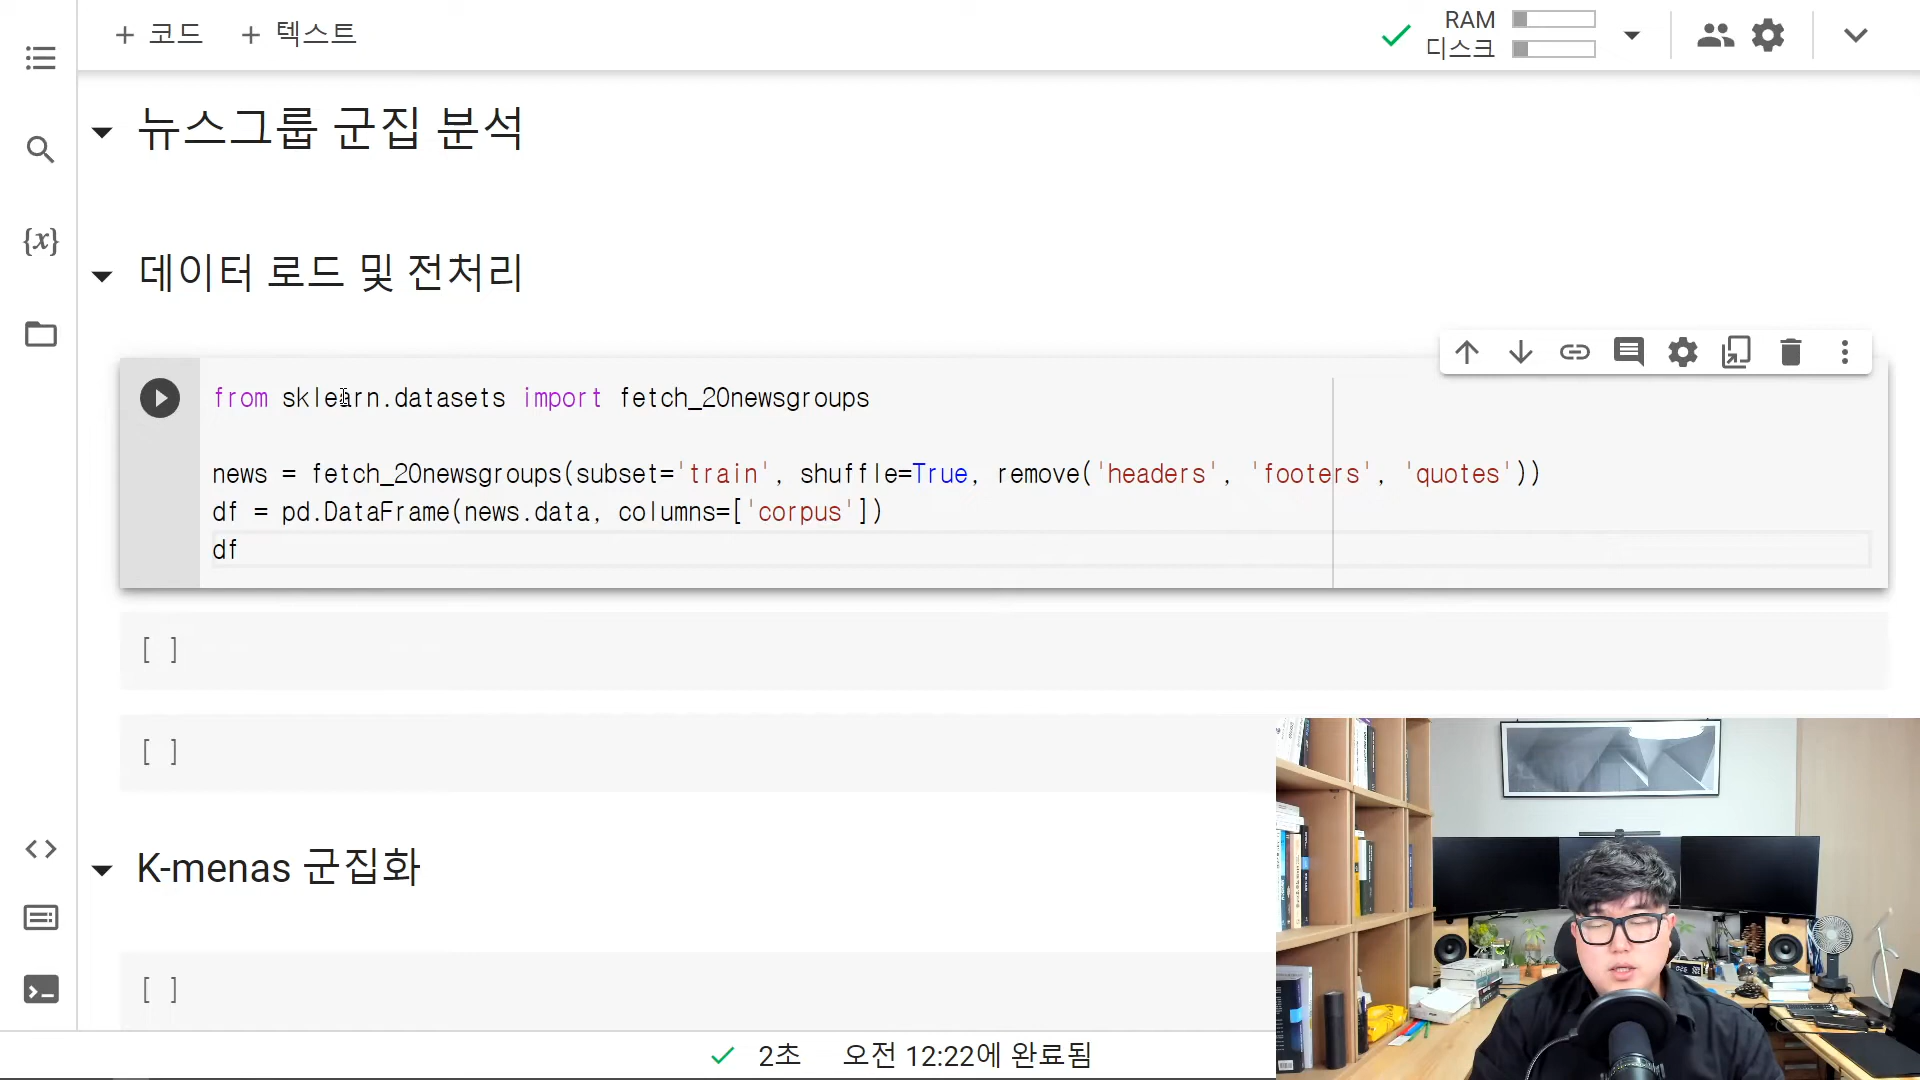 + 코드 + 텍스트
RAM
디스크
{x}
뉴스그룹 군집 분석
데이터 로드 및 전처리
from sklearn.datasets import fetch_20newsgroups
news = fetch_20newsgroups(subset='train', shuffle=True, remove('headers', 'footers', 'quotes'))
df = pd.DataFrame(news.data, columns=['corpus'])
df
[ ]
[ ]
K-menas 군집화
[ ]
2초 오전 12:22에 완료됨